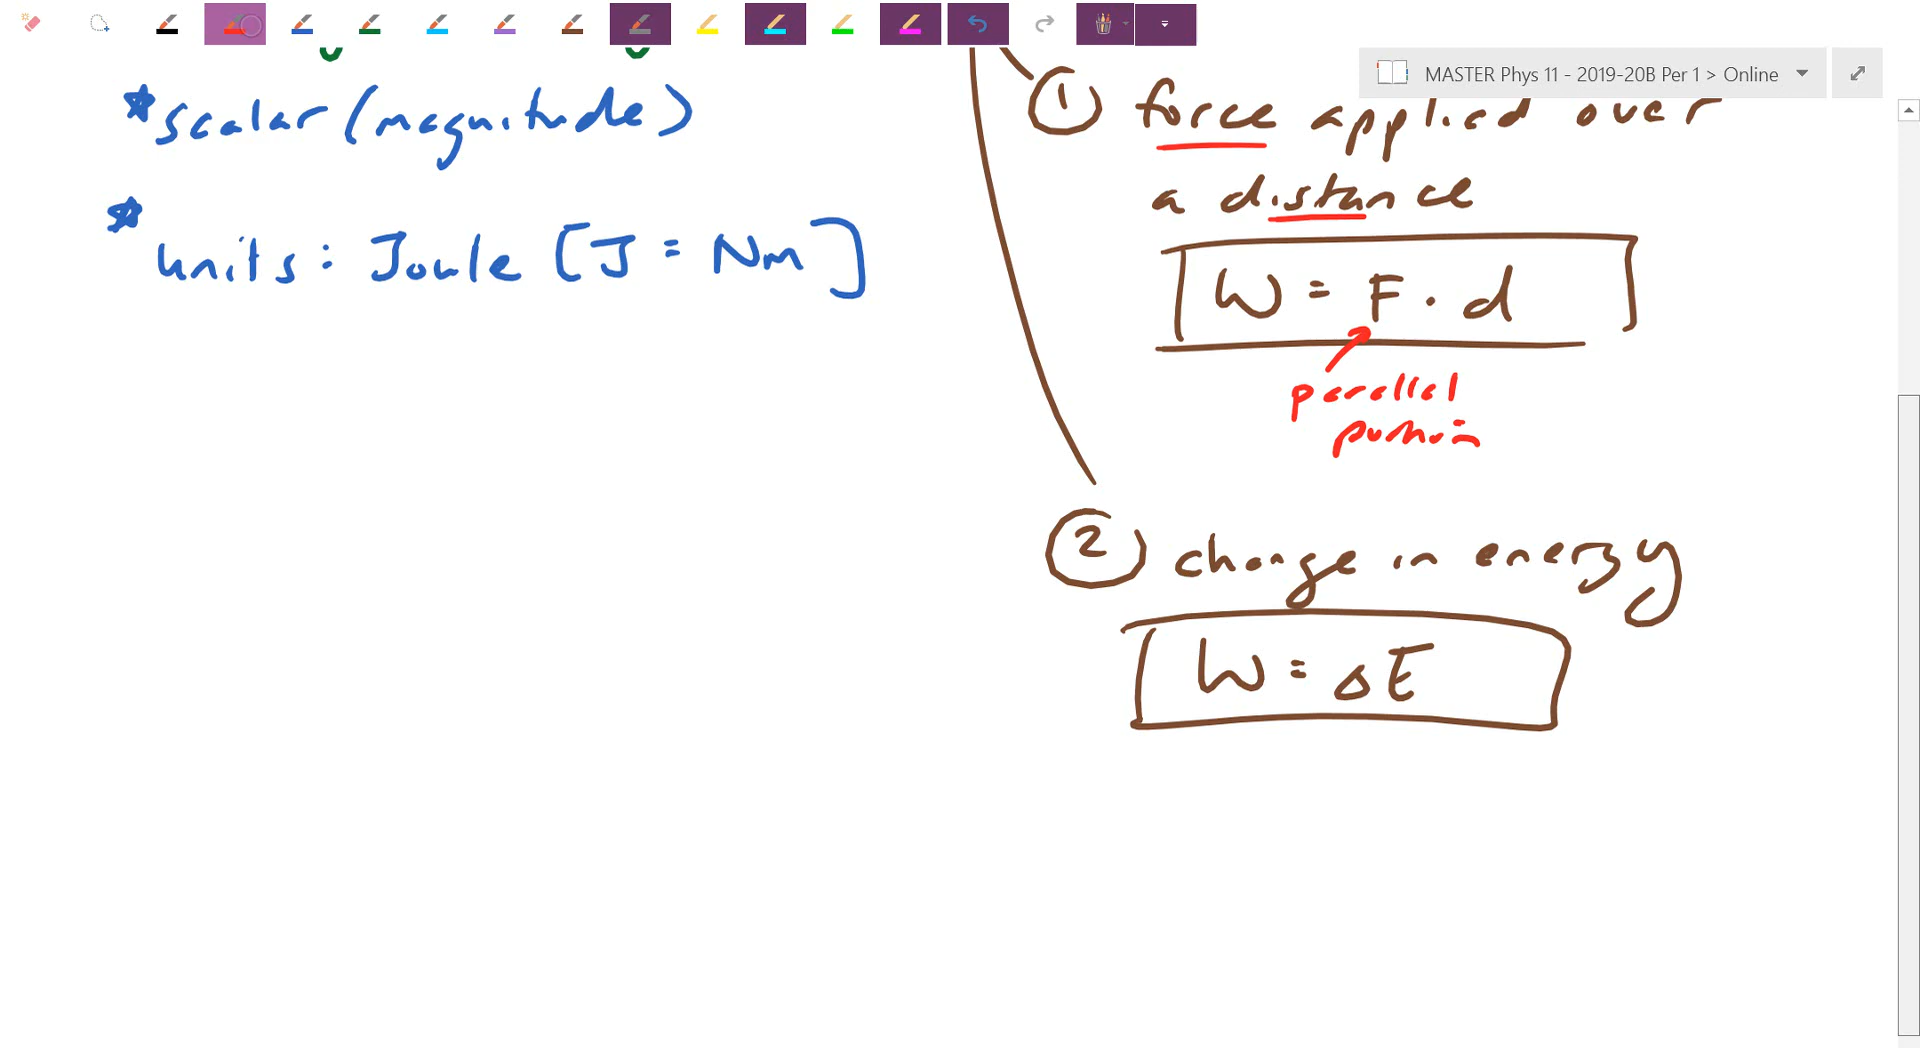 MASTER Phys 11 - 2019-20B Per 1 > Online
*scalar (magnitude)
*units: Joule [J = Nm]
① force applied over
a distance
W = F · d
parallel
② change in energy
W = ΔE